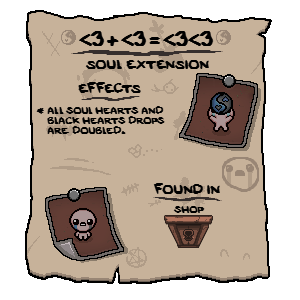 <3 + <3 = <3<3
SOUL EXTENSION
EFFECTS
* ALL SOUL HEARTS AND
BLACK HEARTS DROPS
ARE DOUBLED.
FOUND IN
SHOP